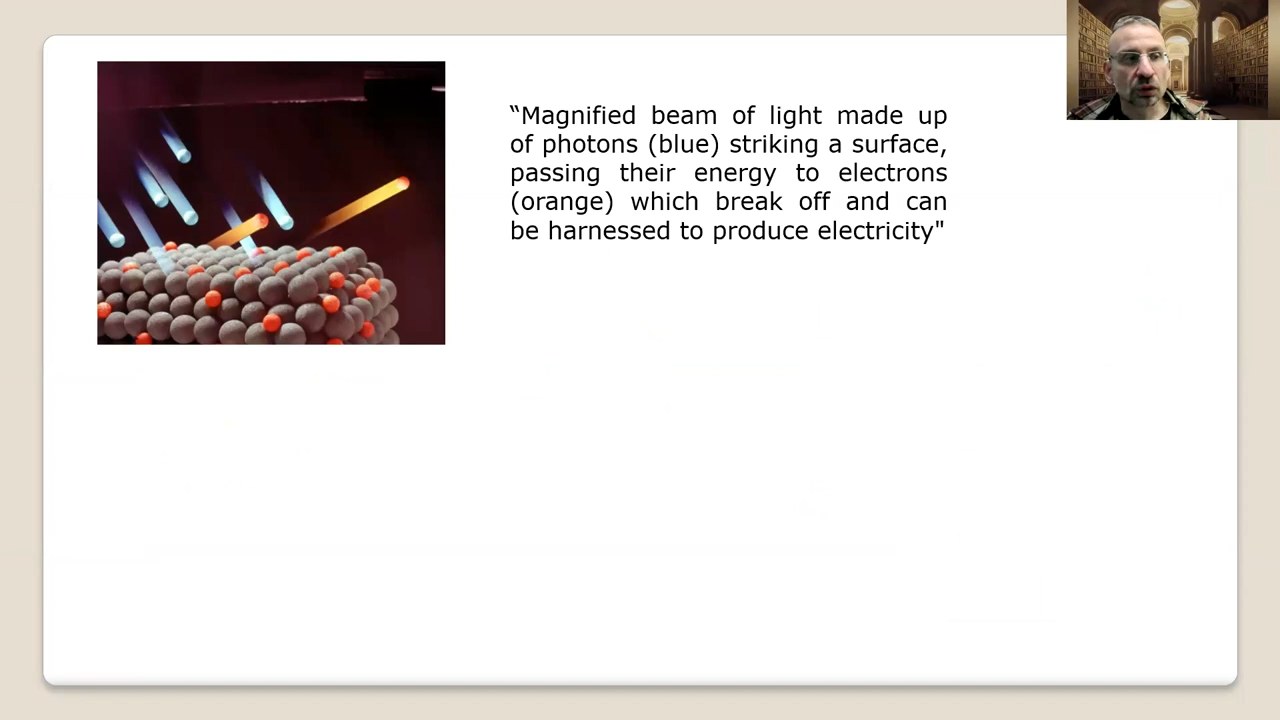 “Magnified beam of light made up
of photons (blue) striking a surface,
passing their energy to electrons
(orange) which break off and can
be harnessed to produce electricity"